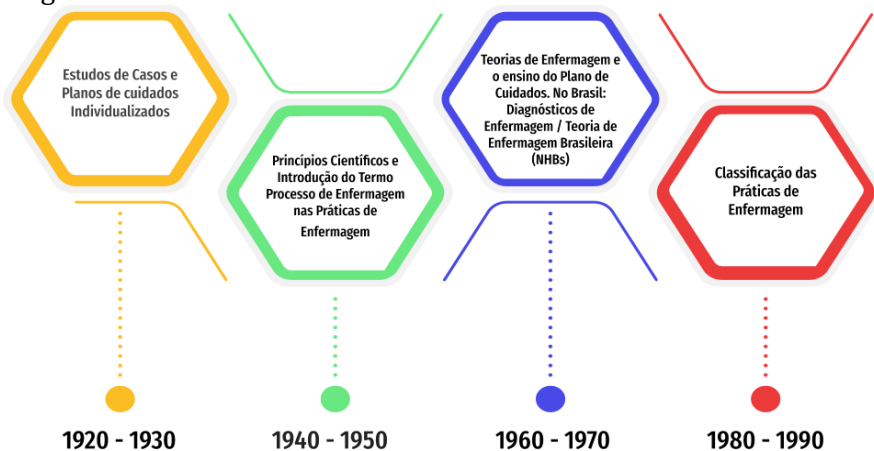 Estudos de Casos e
Planos de cuidados
Individualizados
Princípios Científicos e
Introdução do Termo
Processo de Enfermagem
nas Práticas de
Enfermagem
Teorias de Enfermagem e
o ensino do Plano de
Cuidados. No Brasil:
Diagnósticos de
Enfermagem / Teoria de
Enfermagem Brasileira
(NHBs)
Classificação das
Práticas de
Enfermagem
1920 - 1930
1940 - 1950
1960 - 1970
1980 - 1990